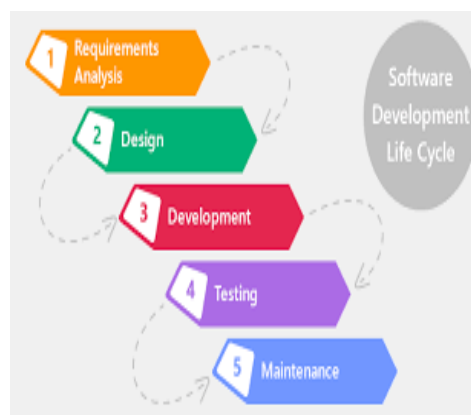 1
Requirements
Analysis
2
Design
3
Development
4
Testing
5
Maintenance
Software
Development
Life Cycle